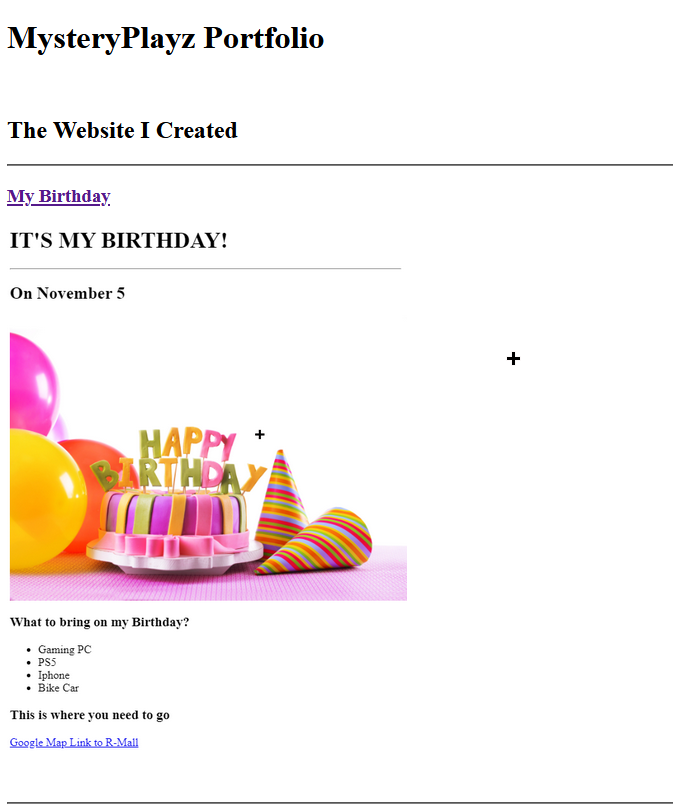 MysteryPlayz Portfolio
The Website I Created
My Birthday
IT'S MY BIRTHDAY!
On November 5
HAPPY
BIRTHDAY
What to bring on my Birthday?
Gaming PC
PS5
Iphone
Bike Car
This is where you need to go
Google Map Link to R-Mall